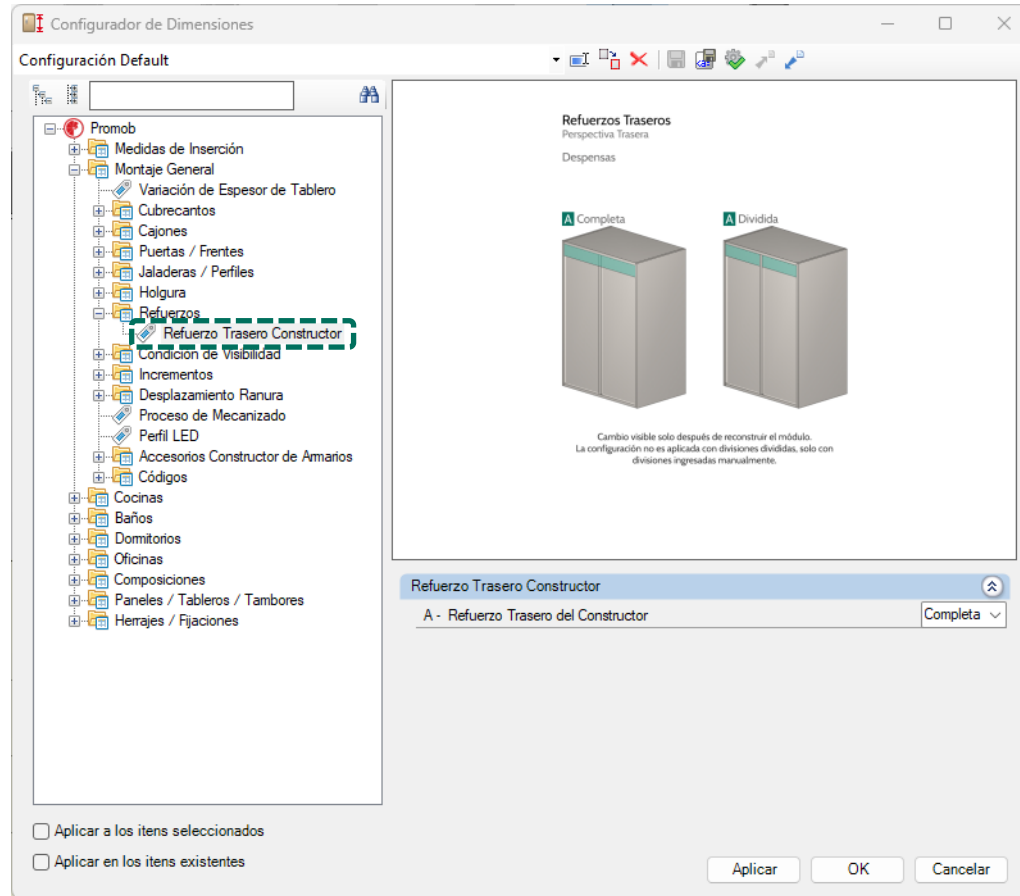 Configurador de Dimensiones
Configuración Default
Promob
Medidas de Inserción
Montaje General
Variación de Espesor de Tablero
Cubrecantos
Cajones
Puertas / Frentes
Jaladeras / Perfiles
Holgura
Refuerzos
Refuerzo Trasero Constructor
Condición de Visibilidad
Incrementos
Desplazamiento Ranura
Proceso de Mecanizado
Perfil LED
Accesorios Constructor de Armarios
Códigos
Cocinas
Baños
Dormitorios
Oficinas
Composiciones
Paneles / Tableros / Tambores
Herrajes / Fijaciones
Refuerzos Traseros
Perspectiva Trasera
Despensas
A Completa
A Dividida
Cambio visible solo después de reconstruir el módulo.
La configuración no es aplicada con divisiones divididas, solo con
divisiones ingresadas manualmente.
Refuerzo Trasero Constructor
A - Refuerzo Trasero del Constructor
Completa
Aplicar a los itens seleccionados
Aplicar en los itens existentes
Aplicar
OK
Cancelar